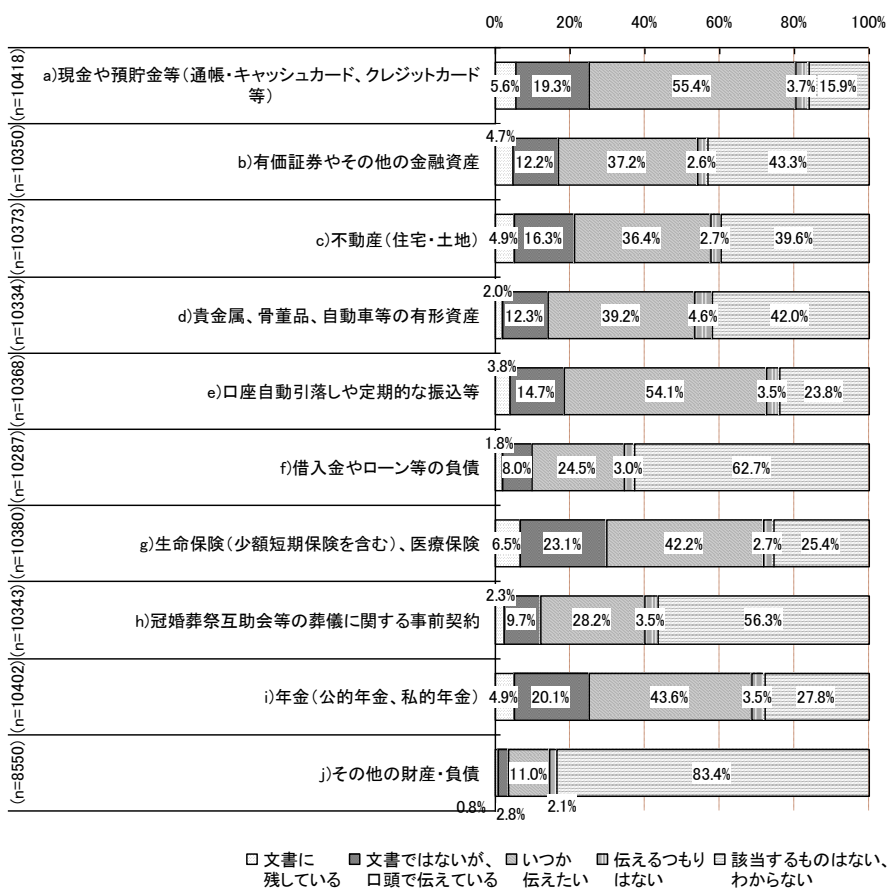 0% 20% 40% 60% 80% 100%
(n=10418)
a)現金や預貯金等(通帳・キャッシュカード、クレジットカード
等)
5.6% 19.3% 55.4% 3.7% 15.9%
(n=10350)
b)有価証券やその他の金融資産
4.7% 12.2% 37.2% 2.6% 43.3%
(n=10373)
c)不動産(住宅・土地)
4.9% 16.3% 36.4% 2.7% 39.6%
(n=10334)
d)貴金属、骨董品、自動車等の有形資産
2.0% 12.3% 39.2% 4.6% 42.0%
(n=10368)
e)口座自動引落しや定期的な振込等
3.8% 14.7% 54.1% 3.5% 23.8%
(n=10287)
f)借入金やローン等の負債
1.8% 8.0% 24.5% 3.0% 62.7%
(n=10380)
g)生命保険(少額短期保険を含む)、医療保険
6.5% 23.1% 42.2% 2.7% 25.4%
(n=10343)
h)冠婚葬祭互助会等の葬儀に関する事前契約
2.3% 9.7% 28.2% 3.5% 56.3%
(n=10402)
i)年金(公的年金、私的年金)
4.9% 20.1% 43.6% 3.5% 27.8%
(n=8550)
j)その他の財産・負債
0.8% 2.8% 11.0% 2.1% 83.4%
文書に
残している
文書ではないが、
口頭で伝えている
いつか
伝えたい
伝えるつもり
はない
該当するものはない、
わからない